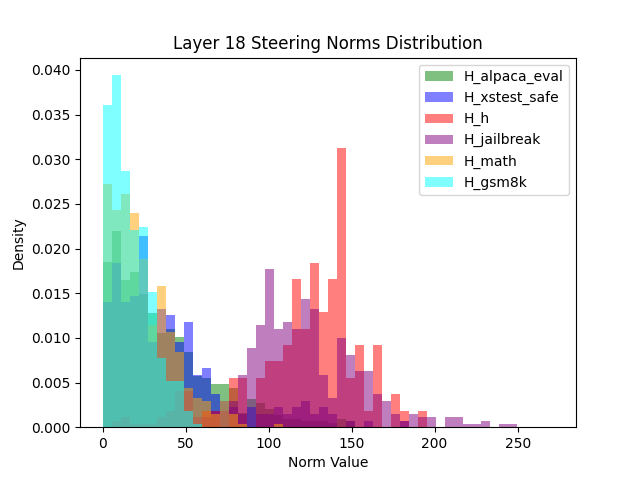 Layer 18 Steering Norms Distribution
H_alpaca_eval
H_xstest_safe
H_h
H_jailbreak
H_math
H_gsm8k
0.040
0.035
0.030
0.025
0.020
0.015
0.010
0.005
0.000
Density
0 50 100 150 200 250
Norm Value